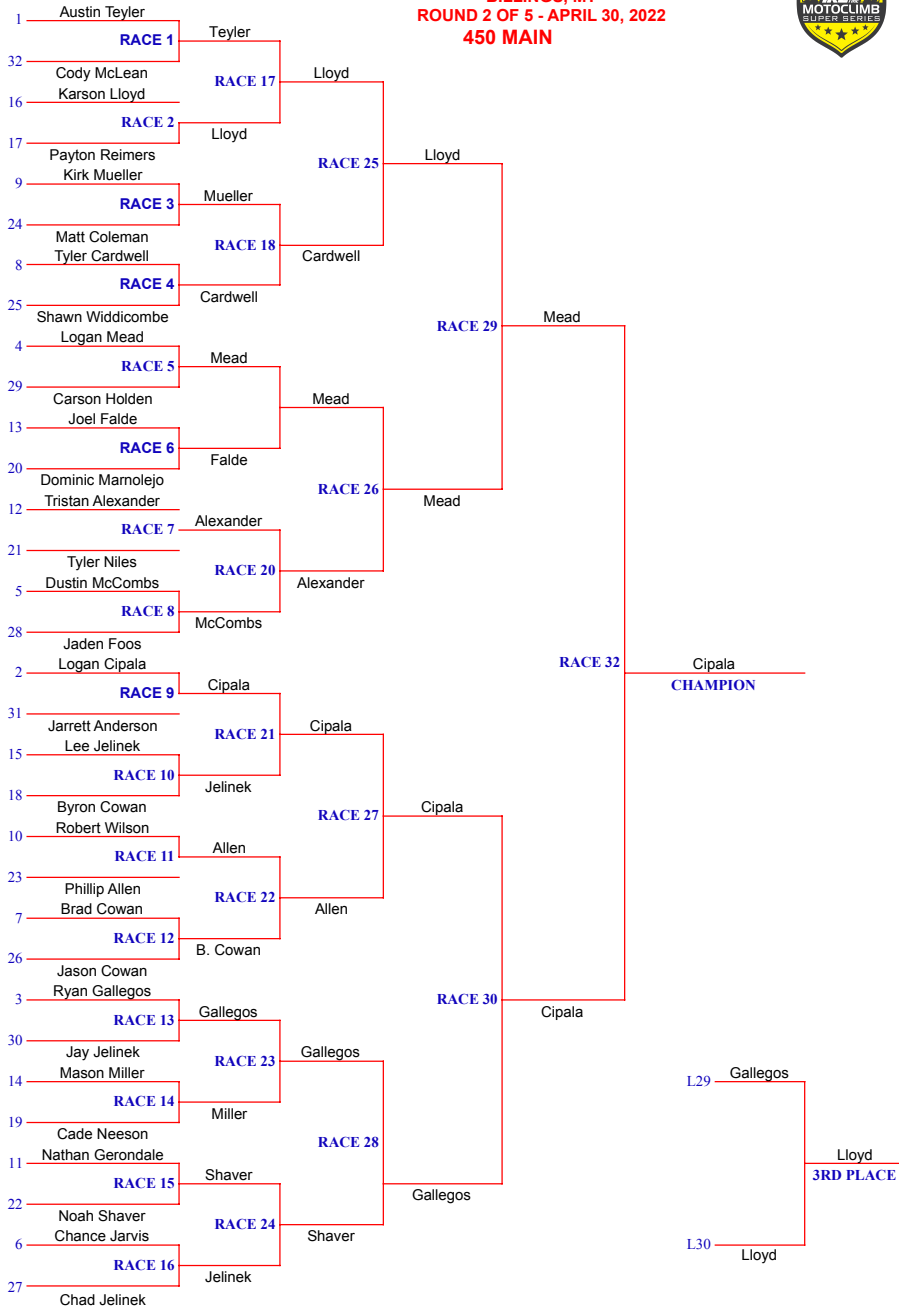 ROUND 2 OF 5 - APRIL 30, 2022
450 MAIN
MOTOCLIMB
SUPER SERIES
1 Austin Teyler
RACE 1 Teyler
32
Cody McLean
RACE 17 Lloyd
16 Karson Lloyd
RACE 2
Lloyd
17
Payton Reimers
RACE 25 Lloyd
9 Kirk Mueller
RACE 3 Mueller
24
Matt Coleman
RACE 18
Cardwell
8 Tyler Cardwell
RACE 4
Cardwell
25
Shawn Widdicombe
RACE 29 Mead
4 Logan Mead
RACE 5 Mead
29
Carson Holden
Mead
13 Joel Falde
RACE 6
Falde
20
Dominic Marnolejo
RACE 26
Mead
12 Tristan Alexander
RACE 7 Alexander
21
Tyler Niles
RACE 20
Alexander
5 Dustin McCombs
RACE 8
McCombs
28
Jaden Foos
RACE 32 Cipala
CHAMPION
2 Logan Cipala
RACE 9 Cipala
31
Jarrett Anderson
RACE 21 Cipala
15 Lee Jelinek
RACE 10
Jelinek
18
Byron Cowan
RACE 27 Cipala
10 Robert Wilson
RACE 11 Allen
23
Phillip Allen
RACE 22
Allen
7 Brad Cowan
RACE 12
B. Cowan
26
Jason Cowan
RACE 30
Cipala
3 Ryan Gallegos
RACE 13 Gallegos
30
Jay Jelinek
RACE 23 Gallegos
14 Mason Miller
RACE 14
Miller
19
Cade Neeson
RACE 28
Gallegos
11 Nathan Gerondale
RACE 15 Shaver
22
Noah Shaver
RACE 24
Shaver
6 Chance Jarvis
RACE 16
Jelinek
27
Chad Jelinek
L29 Gallegos
Lloyd
3RD PLACE
L30
Lloyd